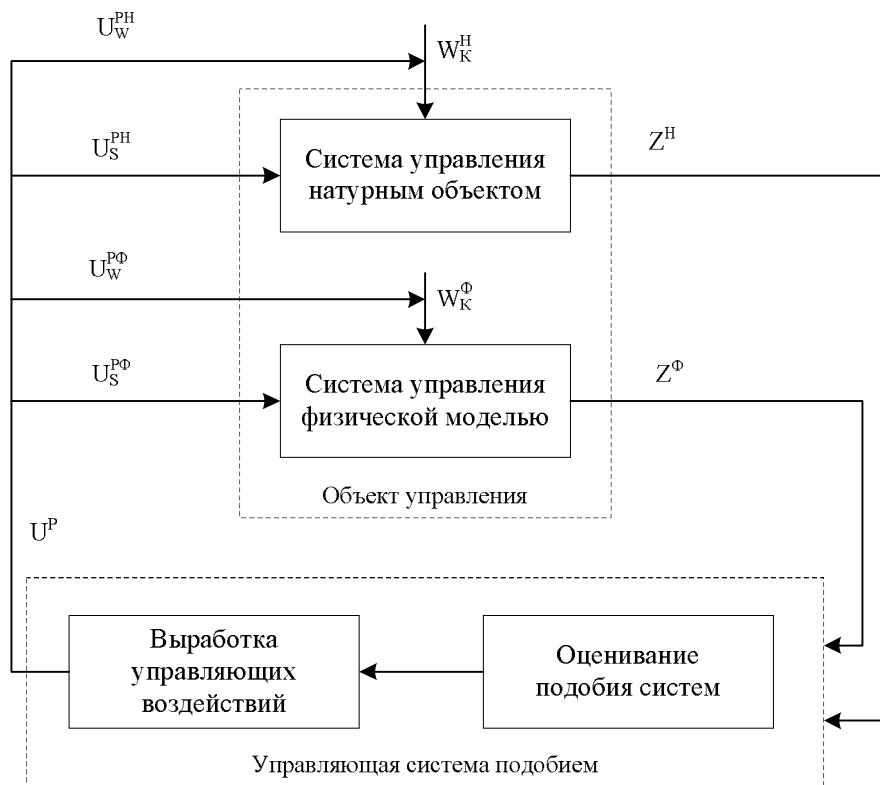 U_W^{РН}
W_К^Н
U_S^{РН}
Z^Н
Система управления
натурным объектом
U_W^{РФ}
W_К^Ф
U_S^{РФ}
Z^Ф
Система управления
физической моделью
Объект управления
U^Р
Выработка
управляющих
воздействий
Оценивание
подобия систем
Управляющая система подобием